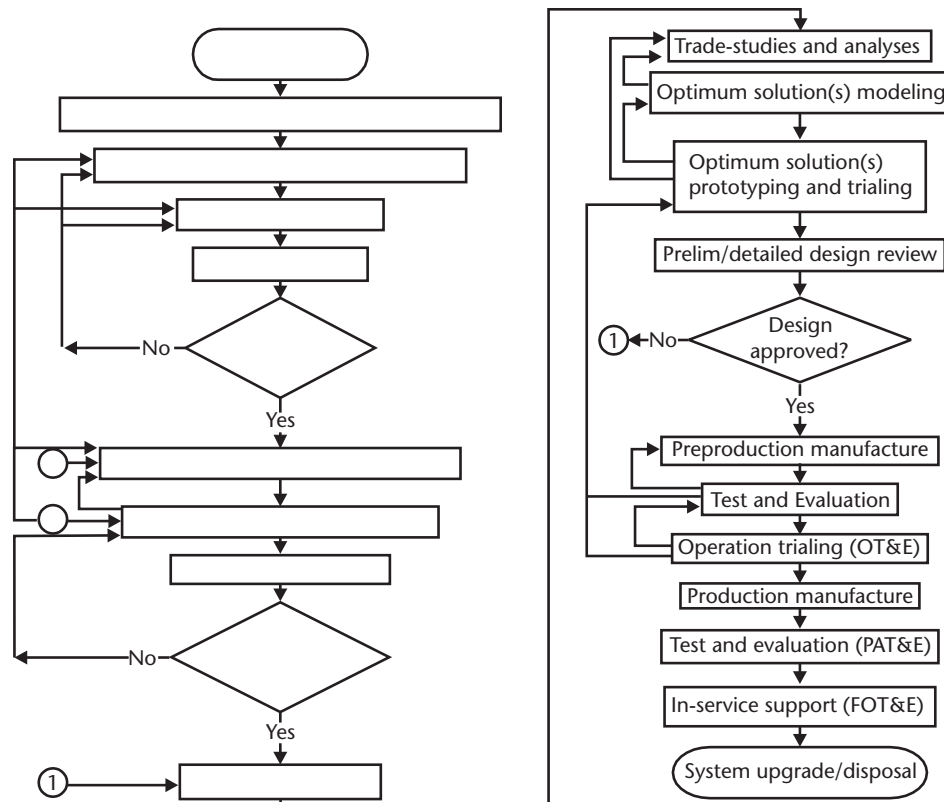 No
Yes
No
Yes
1
Trade-studies and analyses
Optimum solution(s) modeling
Optimum solution(s)
prototyping and trialing
Prelim/detailed design review
Design
approved?
1
No
Yes
Preproduction manufacture
Test and Evaluation
Operation trialing (OT&E)
Production manufacture
Test and evaluation (PAT&E)
In-service support (FOT&E)
System upgrade/disposal